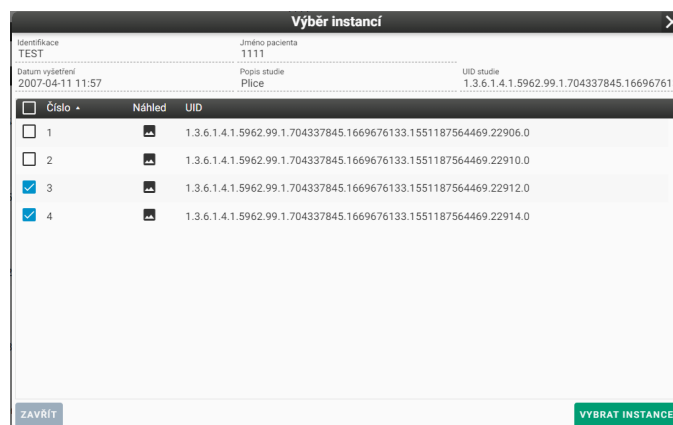 Výběr instancí
Identifikace
TEST
Jméno pacienta
1111
Datum vyšetření
2007-04-11 11:57
Popis studie
Plice
UID studie
1.3.6.1.4.1.5962.99.1.704337845.16696761
Číslo Náhled UID
1 1.3.6.1.4.1.5962.99.1.704337845.1669676133.1551187564469.22906.0
2 1.3.6.1.4.1.5962.99.1.704337845.1669676133.1551187564469.22910.0
3 1.3.6.1.4.1.5962.99.1.704337845.1669676133.1551187564469.22912.0
4 1.3.6.1.4.1.5962.99.1.704337845.1669676133.1551187564469.22914.0
ZAVŘÍT
VYBRAT INSTANCE